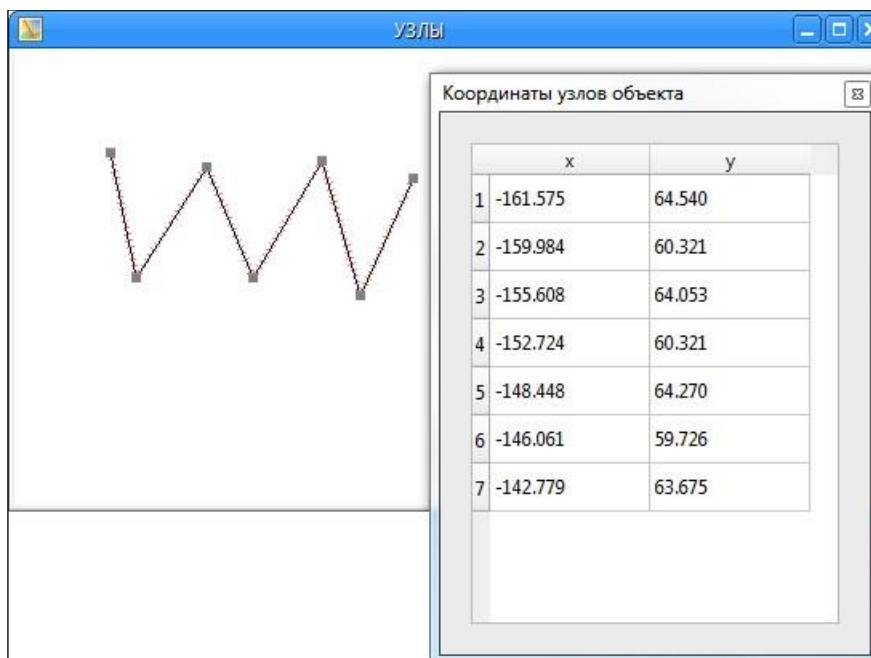 УЗЛЫ
Координаты узлов объекта
x y
1 -161.575 64.540
2 -159.984 60.321
3 -155.608 64.053
4 -152.724 60.321
5 -148.448 64.270
6 -146.061 59.726
7 -142.779 63.675